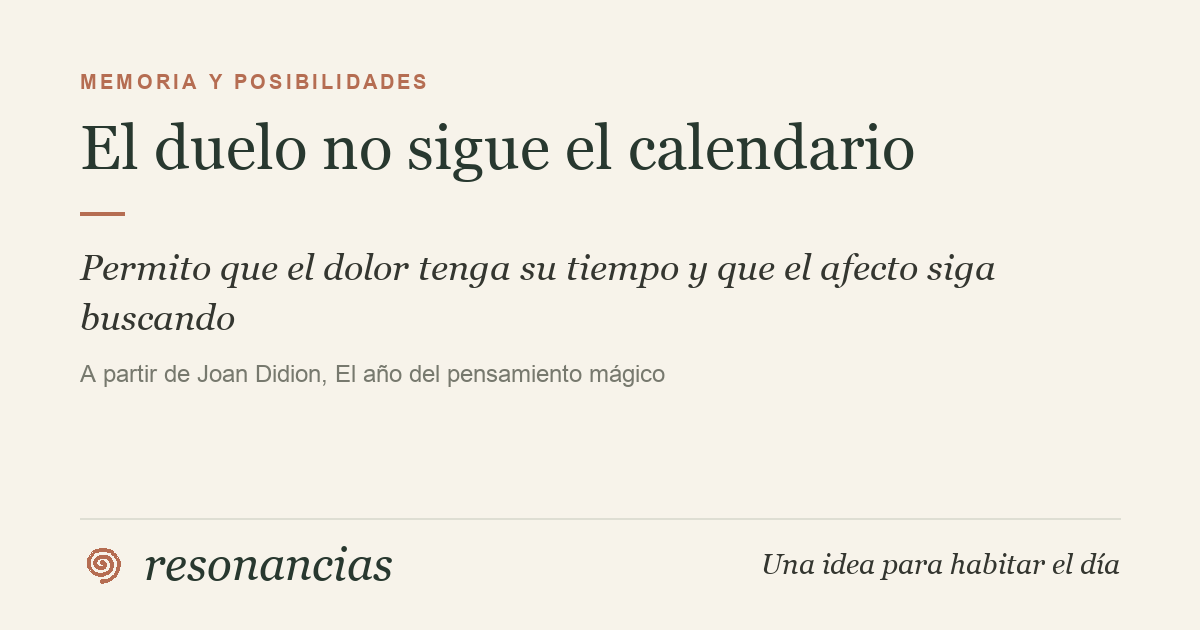 MEMORIA Y POSIBILIDADES
El duelo no sigue el calendario
Permito que el dolor tenga su tiempo y que el afecto siga
buscando
A partir de Joan Didion, El año del pensamiento mágico
resonancias
Una idea para habitar el día